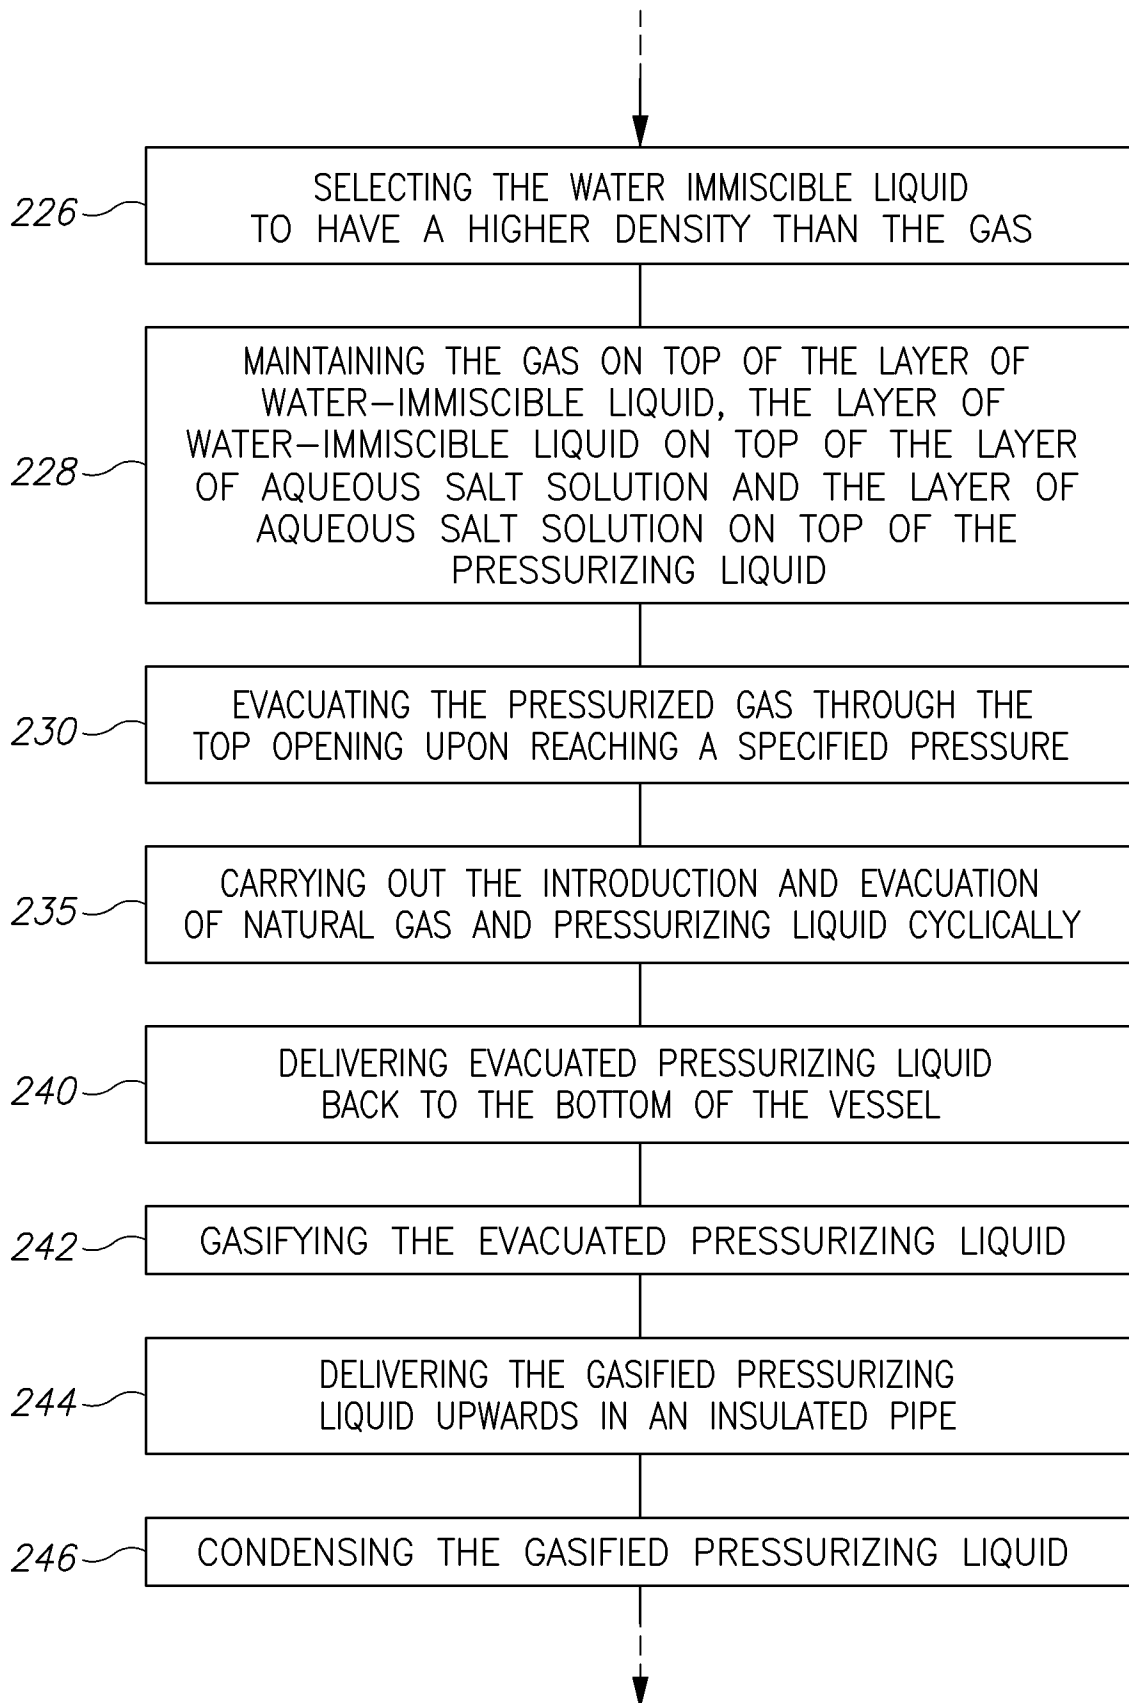 226
SELECTING THE WATER IMMISCIBLE LIQUID
TO HAVE A HIGHER DENSITY THAN THE GAS
228
MAINTAINING THE GAS ON TOP OF THE LAYER OF
WATER-IMMISCIBLE LIQUID, THE LAYER OF
WATER-IMMISCIBLE LIQUID ON TOP OF THE LAYER
OF AQUEOUS SALT SOLUTION AND THE LAYER OF
AQUEOUS SALT SOLUTION ON TOP OF THE
PRESSURIZING LIQUID
230
EVACUATING THE PRESSURIZED GAS THROUGH THE
TOP OPENING UPON REACHING A SPECIFIED PRESSURE
235
CARRYING OUT THE INTRODUCTION AND EVACUATION
OF NATURAL GAS AND PRESSURIZING LIQUID CYCLICALLY
240
DELIVERING EVACUATED PRESSURIZING LIQUID
BACK TO THE BOTTOM OF THE VESSEL
242
GASIFYING THE EVACUATED PRESSURIZING LIQUID
244
DELIVERING THE GASIFIED PRESSURIZING
LIQUID UPWARDS IN AN INSULATED PIPE
246
CONDENSING THE GASIFIED PRESSURIZING LIQUID